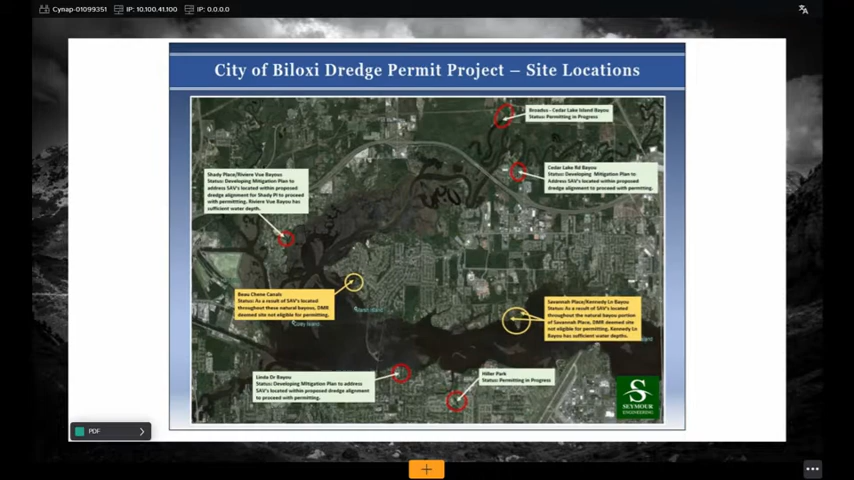 Cynap-01099351 IP: 10.100.41.100 IP: 0.0.0.0
City of Biloxi Dredge Permit Project – Site Locations
Cedar Lake Island Bayou
Status: Permitting in Progress
Cedar Lake Rd Bayou
Status: Developing Mitigation Plan to
Address SAV's located within proposed
dredge alignment to proceed with permitting.
Shady Place/Riviere Vue Bayous
Status: Developing Mitigation Plan to
address SAV's located within proposed
dredge alignment for Shady Pl to proceed
with permitting. Riviere Vue Bayou has
sufficient water depth.
Beau Chene Canals
Status: As a result of SAV's located
throughout these natural bayous, DMR
deemed site not eligible for permitting.
Savannah Place/Kennedy Ln Bayou
Status: As a result of SAV's located
throughout the natural bayou portion
of Savannah Place, DMR deemed site
not eligible for permitting. Kennedy Ln
Bayou has sufficient water depths.
Linda Dr Bayou
Status: Developing Mitigation Plan to address
SAV's located within proposed dredge alignment
to proceed with permitting.
Hiller Park
Status: Permitting in Progress
S
SEYMOUR
ENGINEERING
PDF